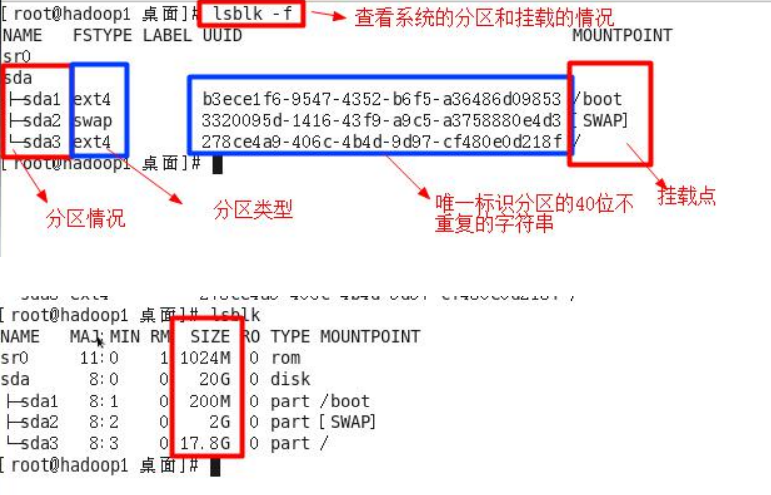 [root@hadoop1 桌面]# lsblk -f 查看系统的分区和挂载的情况
NAME FSTYPE LABEL UUID MOUNTPOINT
sr0
sda
├─sda1 ext4 b3ece1f6-9547-4352-b6f5-a36486d09853 /boot
├─sda2 swap 3320095d-1416-43f9-a9c5-a3758880e4d3 [SWAP]
└─sda3 ext4 278ce4a9-406c-4b4d-9d97-cf480e0d218f /
[root@hadoop1 桌面]#
分区情况 分区类型 唯一标识分区的40位不重复的字符串 挂载点
└─sda3 ext4 278ce4a9-406c-4b4d-9d97-cf480e0d218f /
[root@hadoop1 桌面]# lsblk
NAME MAJ:MIN RM SIZE RO TYPE MOUNTPOINT
sr0 11:0 1 1024M 0 rom
sda 8:0 0 20G 0 disk
├─sda1 8:1 0 200M 0 part /boot
├─sda2 8:2 0 2G 0 part [SWAP]
└─sda3 8:3 0 17.8G 0 part /
[root@hadoop1 桌面]#